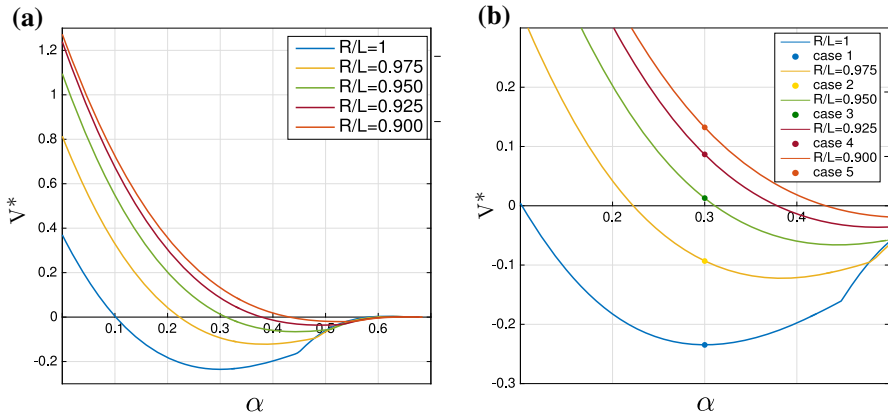 (a)
1.2
1
0.8
0.6
0.4
0.2
0
-0.2
V*
0.1
0.2
0.3
0.4
0.5
0.6
α
R/L=1
R/L=0.975
R/L=0.950
R/L=0.925
R/L=0.900
(b)
0.2
0.1
0
-0.1
-0.2
-0.3
V*
0.2
0.3
0.4
α
R/L=1
case 1
R/L=0.975
case 2
R/L=0.950
case 3
R/L=0.925
case 4
R/L=0.900
case 5